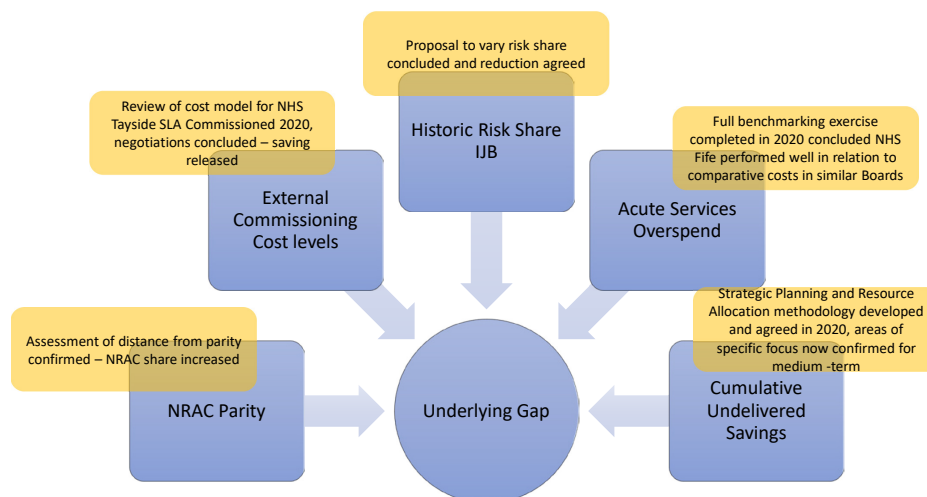 Proposal to vary risk share
concluded and reduction agreed
Historic Risk Share
IJB
Review of cost model for NHS
Tayside SLA Commissioned 2020,
negotiations concluded – saving
released
External
Commissioning
Cost levels
Full benchmarking exercise
completed in 2020 concluded NHS
Fife performed well in relation to
comparative costs in similar Boards
Acute Services
Overspend
Assessment of distance from parity
confirmed – NRAC share increased
NRAC Parity
Underlying Gap
Strategic Planning and Resource
Allocation methodology developed
and agreed in 2020, areas of
specific focus now confirmed for
medium -term
Cumulative
Undelivered
Savings